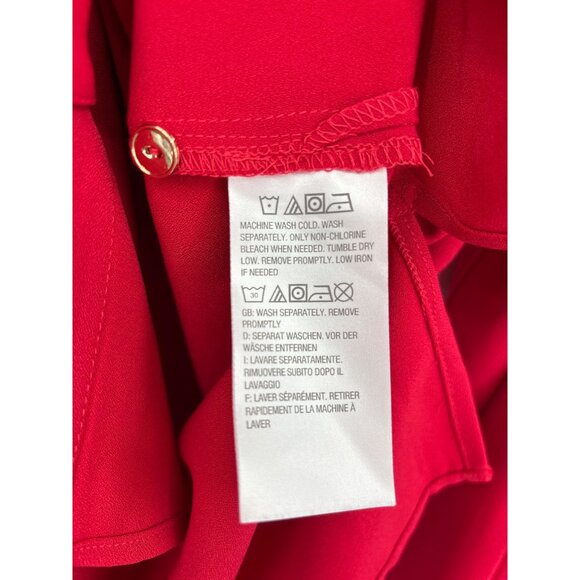 MACHINE WASH COLD. WASH
SEPARATELY. ONLY NON-CHLORINE
BLEACH WHEN NEEDED. TUMBLE DRY
LOW. REMOVE PROMPTLY. LOW IRON
IF NEEDED
30
GB: WASH SEPARATELY. REMOVE
PROMPTLY
D: SEPARAT WASCHEN. VOR DER
WÄSCHE ENTFERNEN
I: LAVARE SEPARATAMENTE.
RIMUOVERE SUBITO DOPO IL
LAVAGGIO
F: LAVER SÉPARÉMENT. RETIRER
RAPIDEMENT DE LA MACHINE À
LAVER